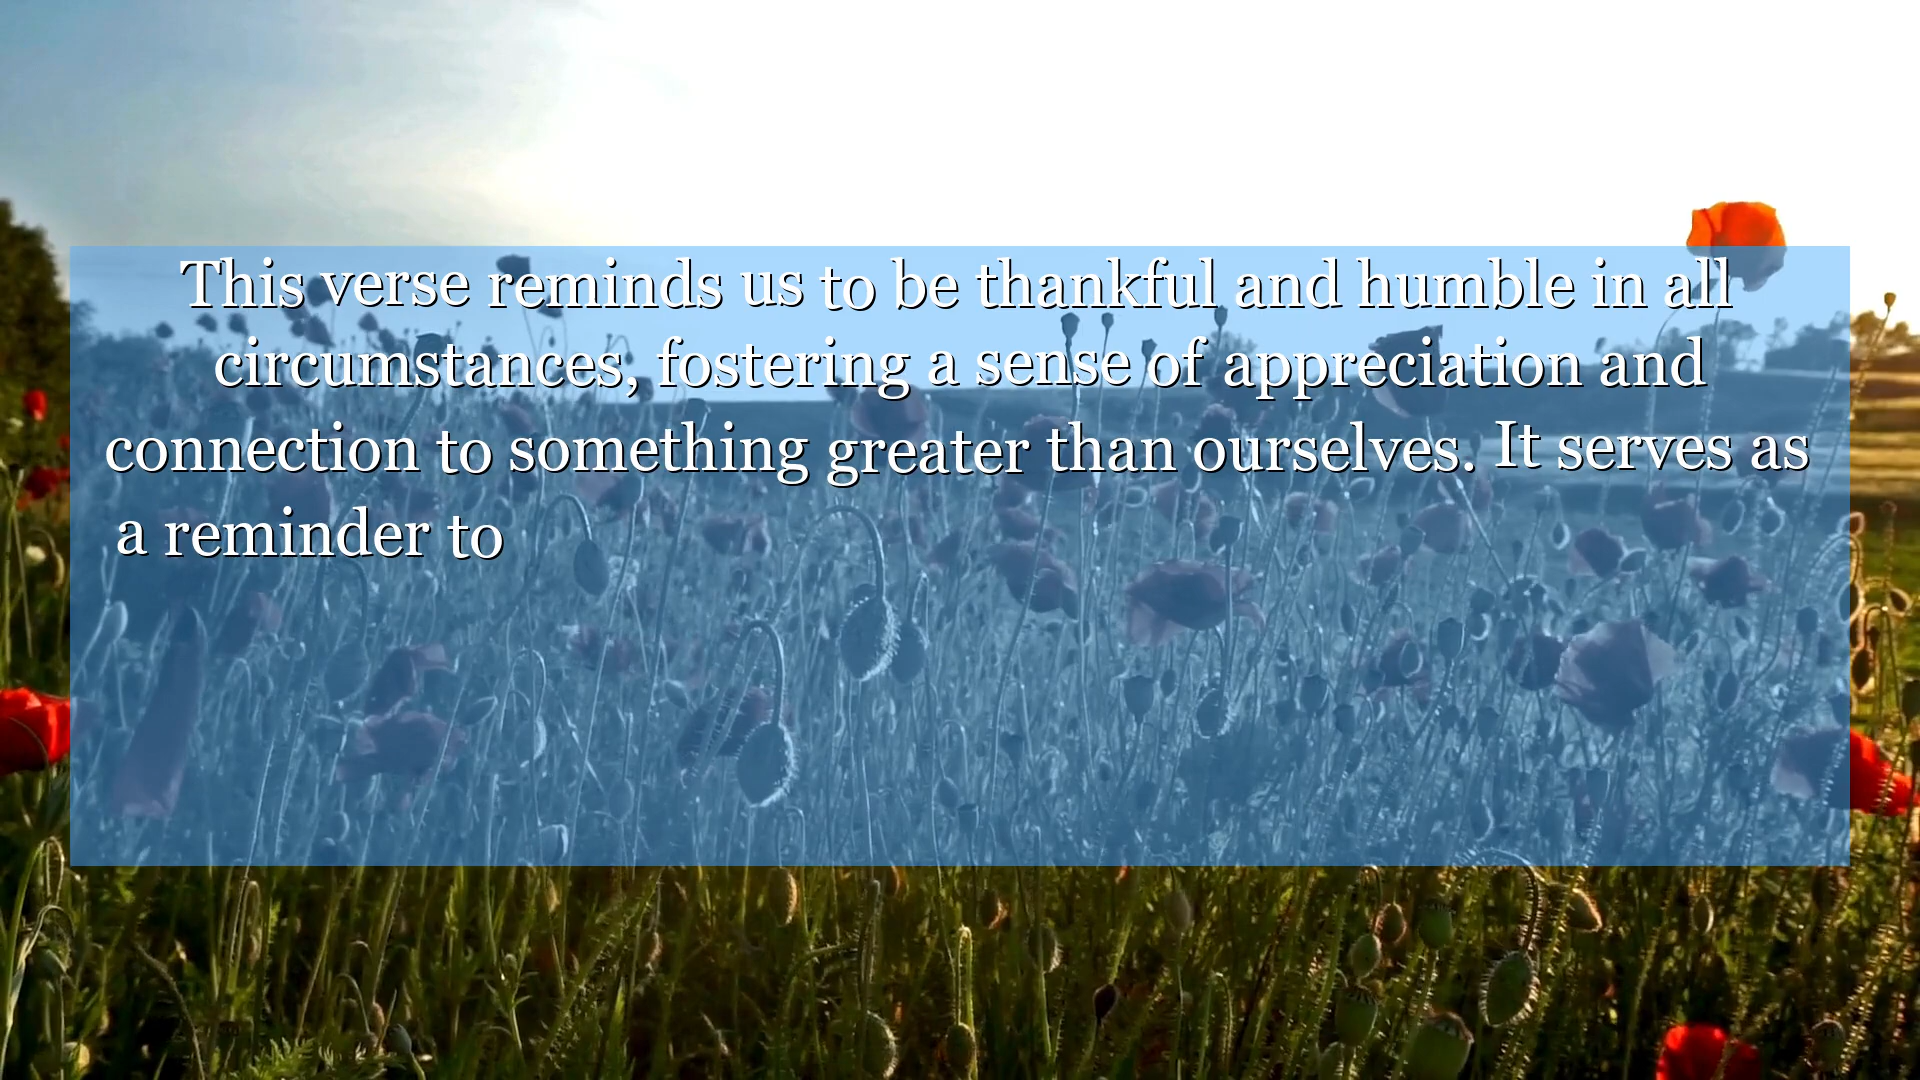 This verse reminds us to be thankful and humble in all
circumstances, fostering a sense of appreciation and
connection to something greater than ourselves. It serves as
a reminder to